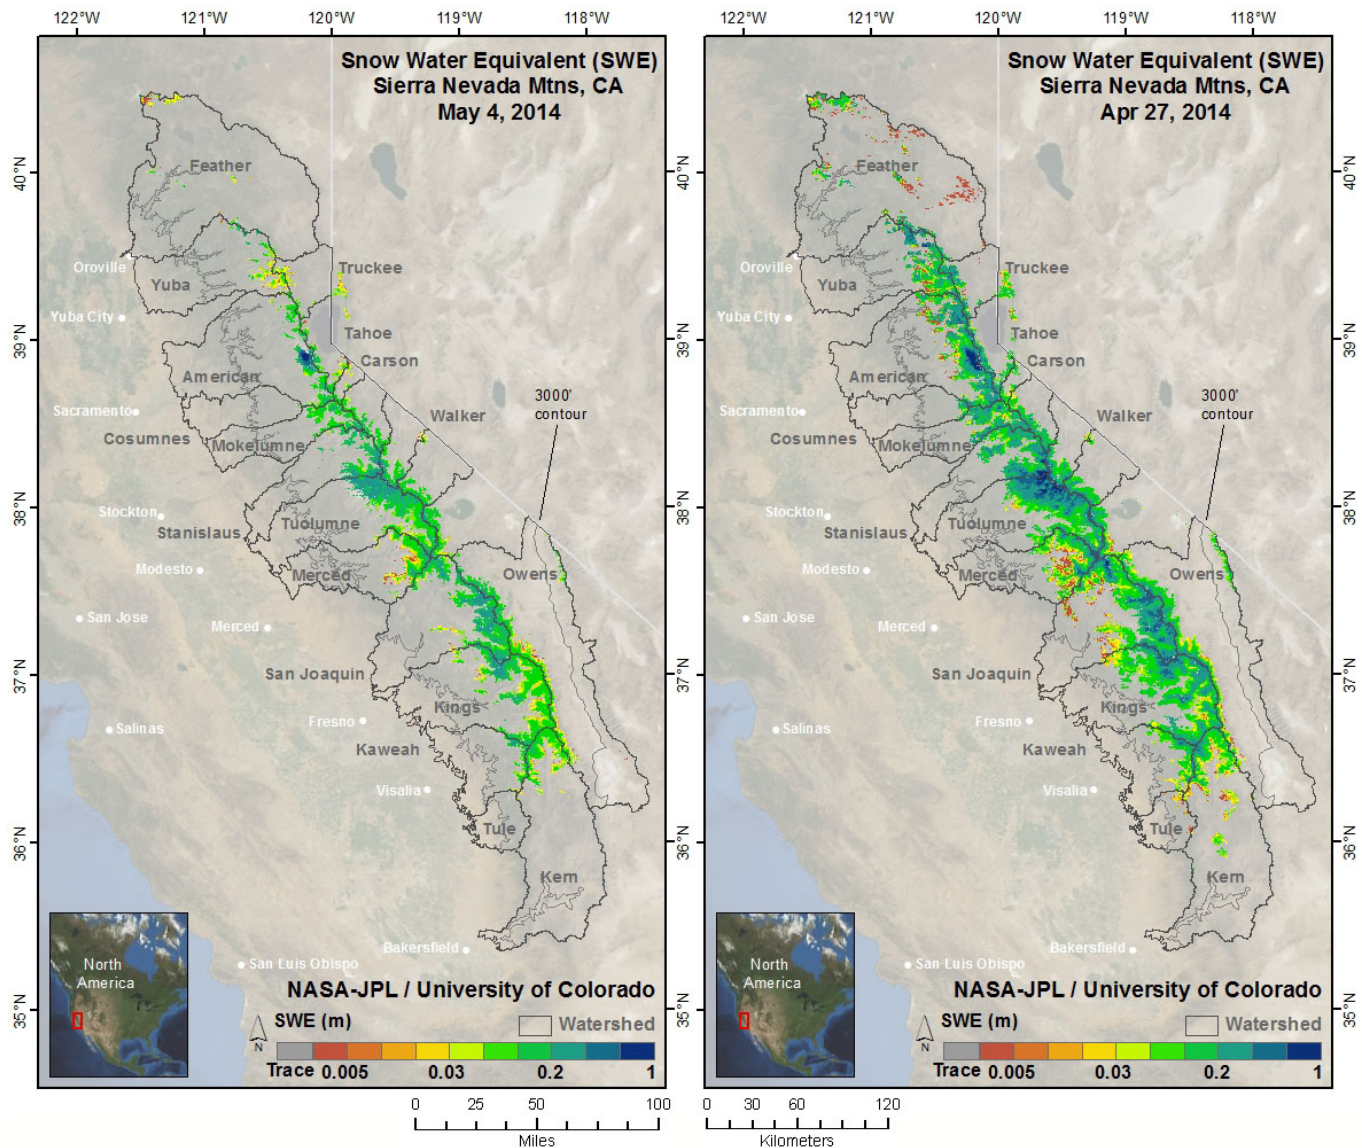 122°W 121°W 120°W 119°W 118°W
Snow Water Equivalent (SWE)
Sierra Nevada Mtns, CA
May 4, 2014
40°N
39°N
38°N
37°N
36°N
35°N
Feather
Oroville
Yuba
Truckee
Yuba City
Tahoe
Carson
American
3000'
contour
Sacramento
Walker
Cosumnes
Mokelumne
Stockton
Tuolumne
Stanislaus
Modesto
Merced
Owens
San Jose
Merced
San Joaquin
Kings
Fresno
Salinas
Kaweah
Visalia
Tule
Kern
Bakersfield
San Luis Obispo
North
America
NASA-JPL / University of Colorado
N
SWE (m)
Watershed
Trace 0.005 0.03 0.2 1
0 25 50 100
Miles
122°W 121°W 120°W 119°W 118°W
Snow Water Equivalent (SWE)
Sierra Nevada Mtns, CA
Apr 27, 2014
40°N
39°N
38°N
37°N
36°N
35°N
Feather
Oroville
Yuba
Truckee
Yuba City
Tahoe
Carson
American
3000'
contour
Sacramento
Walker
Cosumnes
Mokelumne
Stockton
Tuolumne
Stanislaus
Modesto
Merced
Owens
San Jose
Merced
San Joaquin
Kings
Fresno
Salinas
Kaweah
Visalia
Tule
Kern
Bakersfield
San Luis Obispo
North
America
NASA-JPL / University of Colorado
N
SWE (m)
Watershed
Trace 0.005 0.03 0.2 1
0 30 60 120
Kilometers